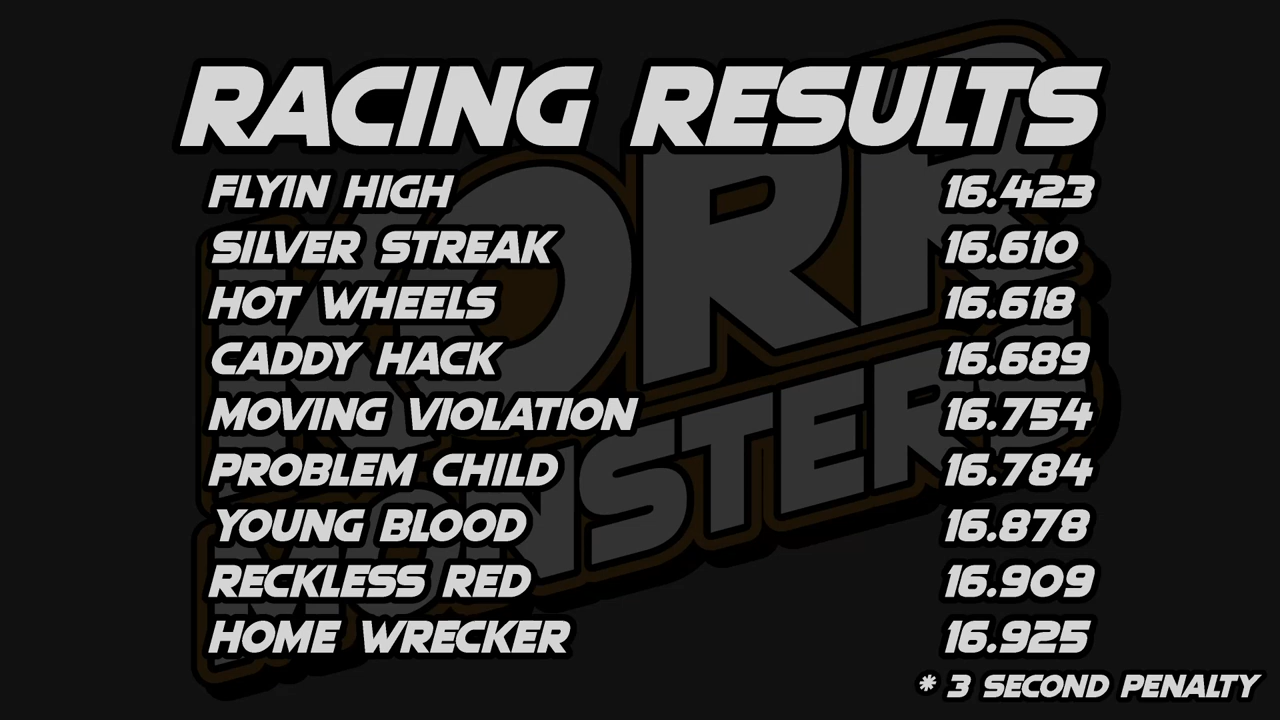 RACING RESULTS
FLYIN HIGH 16.423
SILVER STREAK 16.610
HOT WHEELS 16.618
CADDY HACK 16.689
MOVING VIOLATION 16.754
PROBLEM CHILD 16.784
YOUNG BLOOD 16.878
RECKLESS RED 16.909
HOME WRECKER 16.925
* 3 SECOND PENALTY